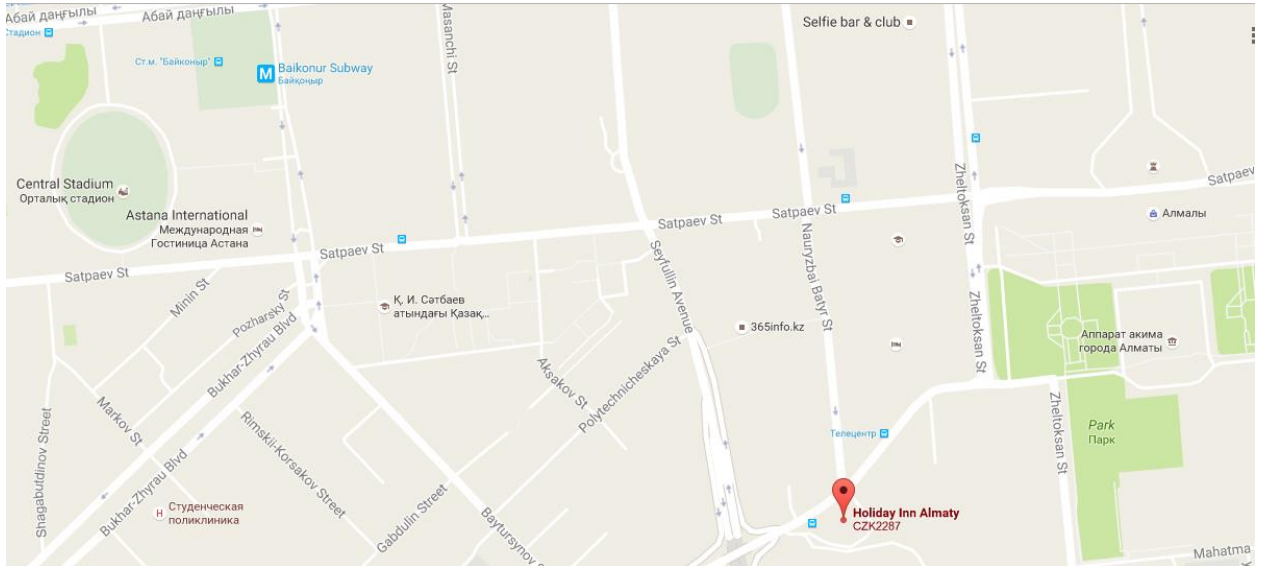 Абай даңғылы
Абай даңғылы
Стадион
Masanchi St
Selfie bar & club
Ст.м. "Байконыр"
Baikonur Subway
Байқоңыр
Central Stadium
Орталық стадион
Astana International
Международная
Гостиница Астана
Satpaev St
Satpaev St
Satpaev St
Satpaev St
Satpaev
Zheltoksan St
Алмалы
Minin St
Pozharsky St
Bukhar-Zhyrau Blvd
Қ. И. Сәтбаев
атындағы Қазақ...
Seyfullin Avenue
Nauryzbai Batyr St
365info.kz
Zheltoksan St
Аппарат акима
города Алматы
Aksakov St
Polytechnicheskaya St
Markov St
Shagabutdinov Street
Bukhar-Zhyrau Blvd
Rimskii-Korsakov Street
Телецентр
Zheltoksan St
Park
Парк
H
Студенческая
поликлиника
Gabdulin Street
Baytursynov S
Holiday Inn Almaty
CZK2287
Mahatma